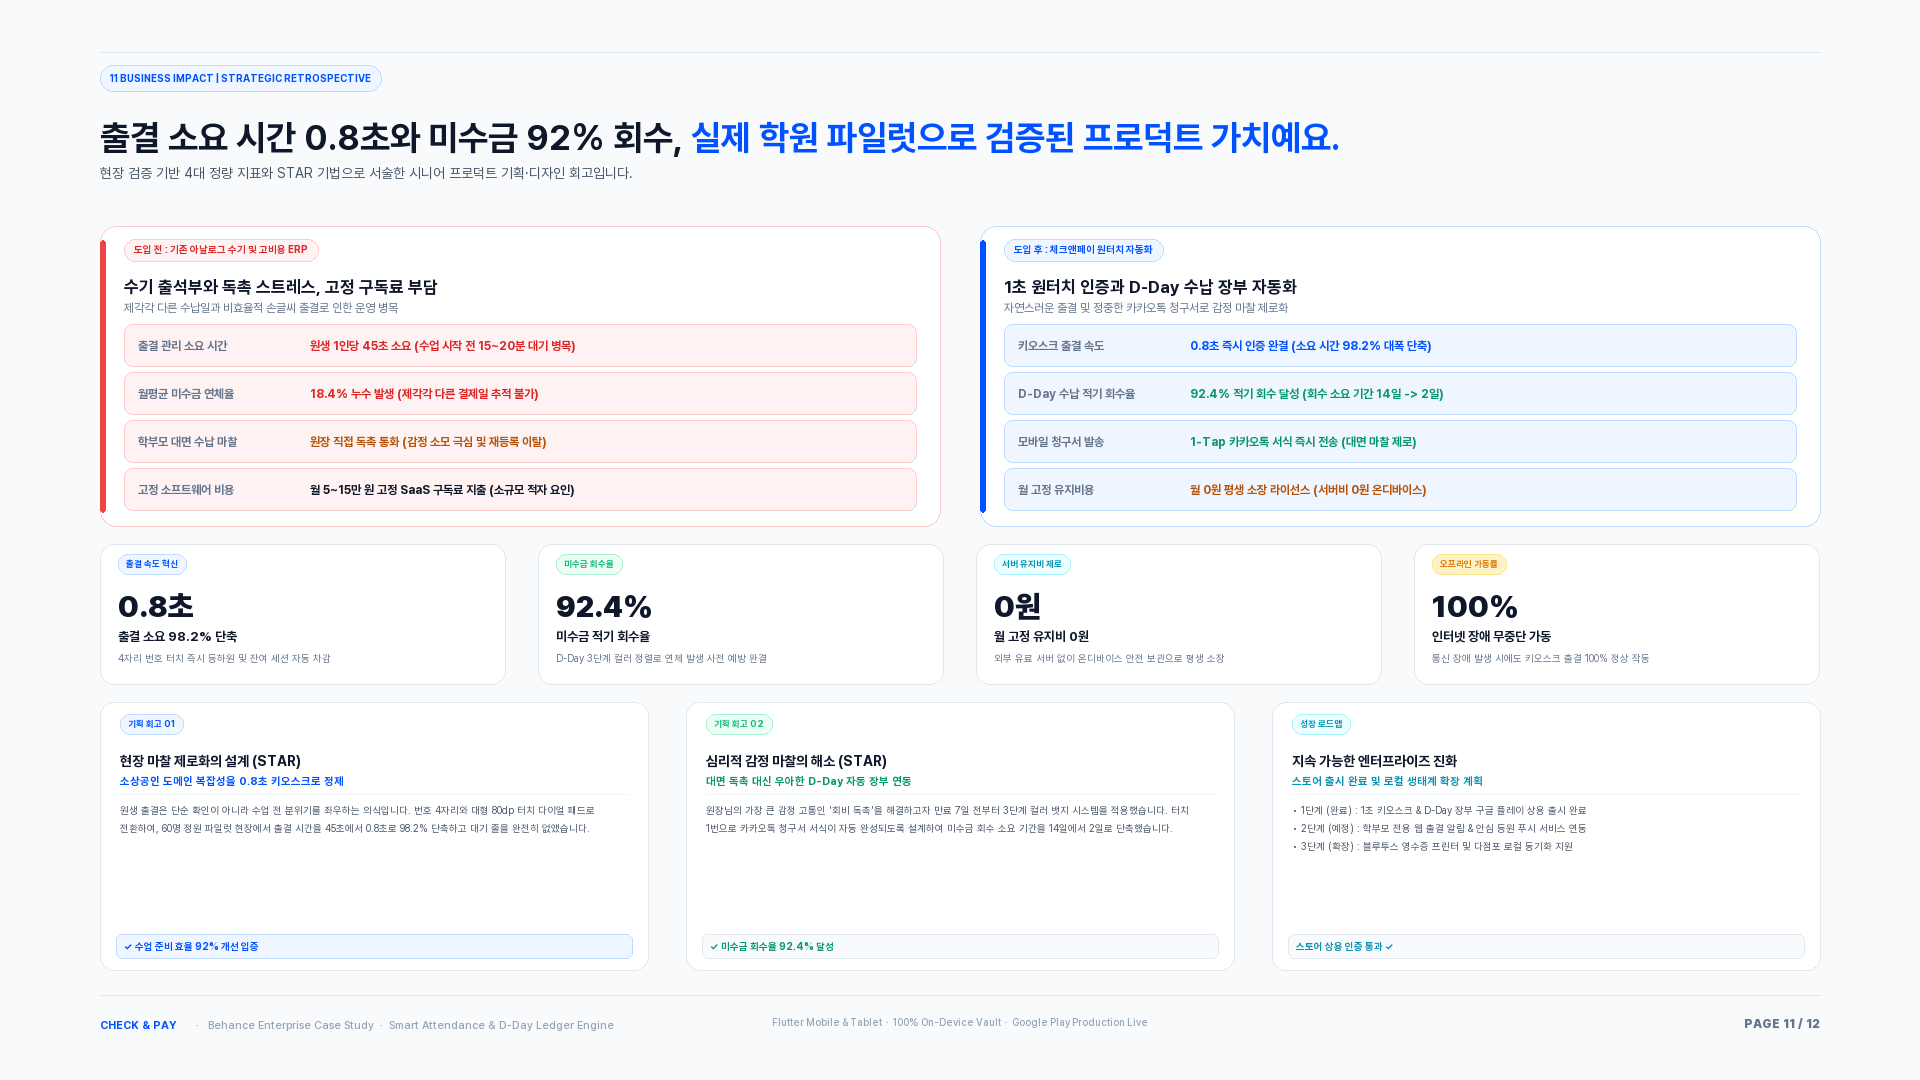 11 BUSINESS IMPACT | STRATEGIC RETROSPECTIVE
출결 소요 시간 0.8초와 미수금 92% 회수, 실제 학원 파일럿으로 검증된 프로덕트 가치예요.
현장 검증 기반 4대 정량 지표와 STAR 기법으로 서술한 시니어 프로덕트 기획·디자인 회고입니다.
도입 전 : 기존 아날로그 수기 및 고비용 ERP
수기 출석부와 독촉 스트레스, 고정 구독료 부담
제각각 다른 수납일과 비효율적 손글씨 출결로 인한 운영 병목
출결 관리 소요 시간 원생 1인당 45초 소요 (수업 시작 전 15~20분 대기 병목)
월평균 미수금 연체율 18.4% 누수 발생 (제각각 다른 결제일 추적 불가)
학부모 대면 수납 마찰 원장 직접 독촉 통화 (감정 소모 극심 및 재등록 이탈)
고정 소프트웨어 비용 월 5~15만 원 고정 SaaS 구독료 지출 (소규모 적자 요인)
도입 후 : 체크앤페이 원터치 자동화
1초 원터치 인증과 D-Day 수납 장부 자동화
자연스러운 출결 및 정중한 카카오톡 청구서로 감정 마찰 제로화
키오스크 출결 속도 0.8초 즉시 인증 완결 (소요 시간 98.2% 대폭 단축)
D-Day 수납 적기 회수율 92.4% 적기 회수 달성 (회수 소요 기간 14일 -> 2일)
모바일 청구서 발송 1-Tap 카카오톡 서식 즉시 전송 (대면 마찰 제로)
월 고정 유지비용 월 0원 평생 소장 라이선스 (서버비 0원 온디바이스)
출결 속도 혁신
0.8초
출결 소요 98.2% 단축
4자리 번호 터치 즉시 등하원 및 잔여 세션 자동 차감
미수금 회수율
92.4%
미수금 적기 회수율
D-Day 3단계 컬러 정렬로 연체 발생 사전 예방 완결
서버 유지비 제로
0원
월 고정 유지비 0원
외부 유료 서버 없이 온디바이스 안전 보관으로 평생 소장
오프라인 가동률
100%
인터넷 장애 무중단 가동
통신 장애 발생 시에도 키오스크 출결 100% 정상 작동
기획 회고 01
현장 마찰 제로화의 설계 (STAR)
소상공인 도메인 복잡성을 0.8초 키오스크로 정제
원생 출결은 단순 확인이 아니라 수업 전 분위기를 좌우하는 의식입니다. 번호 4자리와 대형 80dp 터치 다이얼 패드로
전환하여, 60명 정원 파일럿 현장에서 출결 시간을 45초에서 0.8초로 98.2% 단축하고 대기 줄을 완전히 없앴습니다.
✓ 수업 준비 효율 92% 개선 입증
기획 회고 02
심리적 감정 마찰의 해소 (STAR)
대면 독촉 대신 우아한 D-Day 자동 장부 연동
원장님의 가장 큰 감정 고통인 '회비 독촉'을 해결하고자 만료 7일 전부터 3단계 컬러 뱃지 시스템을 적용했습니다. 터치
1번으로 카카오톡 청구서 서식이 자동 완성되도록 설계하여 미수금 회수 소요 기간을 14일에서 2일로 단축했습니다.
✓ 미수금 회수율 92.4% 달성
성장 로드맵
지속 가능한 엔터프라이즈 진화
스토어 출시 완료 및 로컬 생태계 확장 계획
• 1단계 (완료) : 1초 키오스크 & D-Day 장부 구글 플레이 상용 출시 완료
• 2단계 (예정) : 학부모 전용 웹 출결 알림 & 안심 등원 푸시 서비스 연동
• 3단계 (확장) : 블루투스 영수증 프린터 및 다점포 로컬 동기화 지원
스토어 상용 인증 통과 ✓
CHECK & PAY · Behance Enterprise Case Study · Smart Attendance & D-Day Ledger Engine
Flutter Mobile & Tablet · 100% On-Device Vault · Google Play Production Live
PAGE 11 / 12